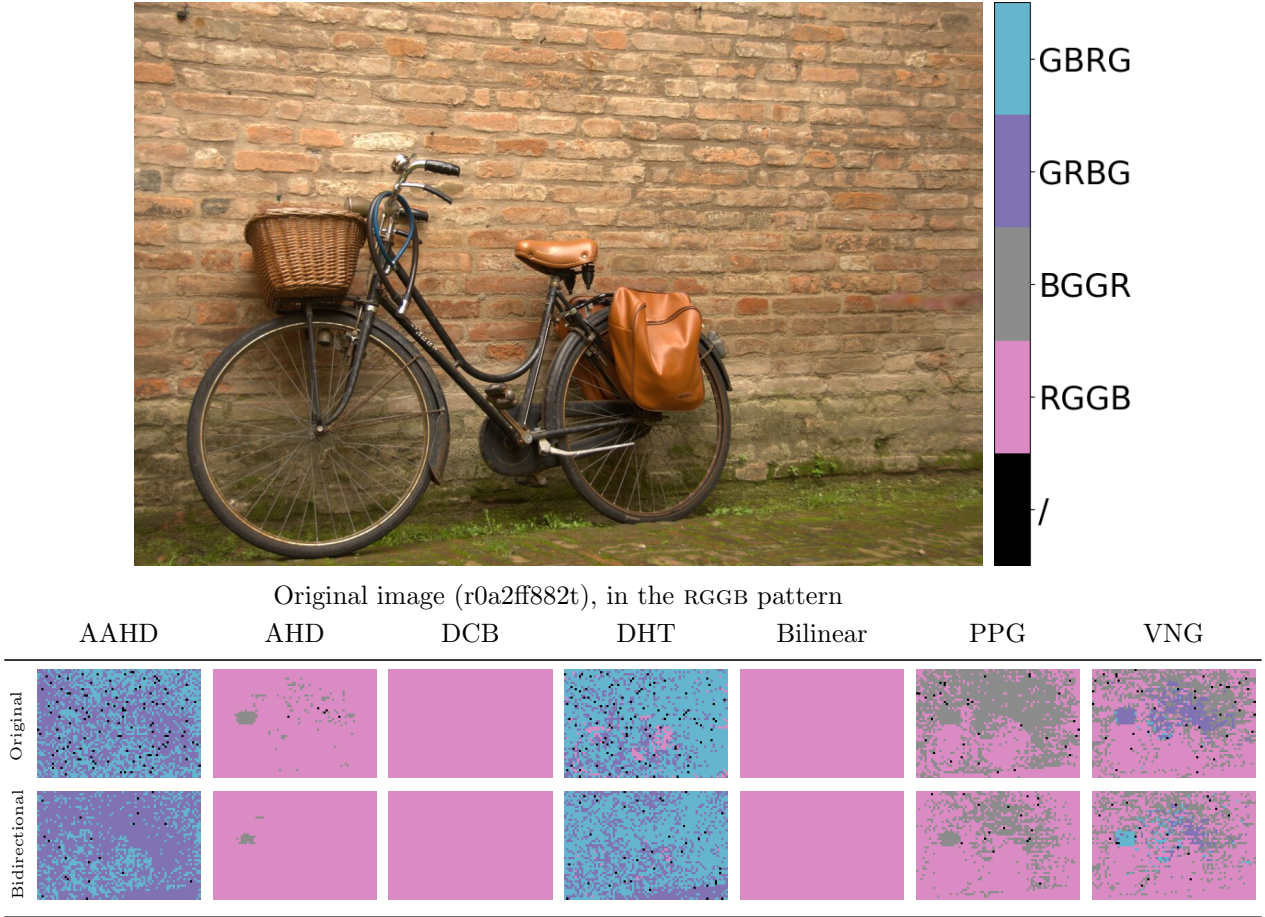 GBRG
GRBG
BGGR
RGGB
/
Original image (r0a2ff882t), in the RGGB pattern
AAHD AHD DCB DHT Bilinear PPG VNG
Original
Bidirectional